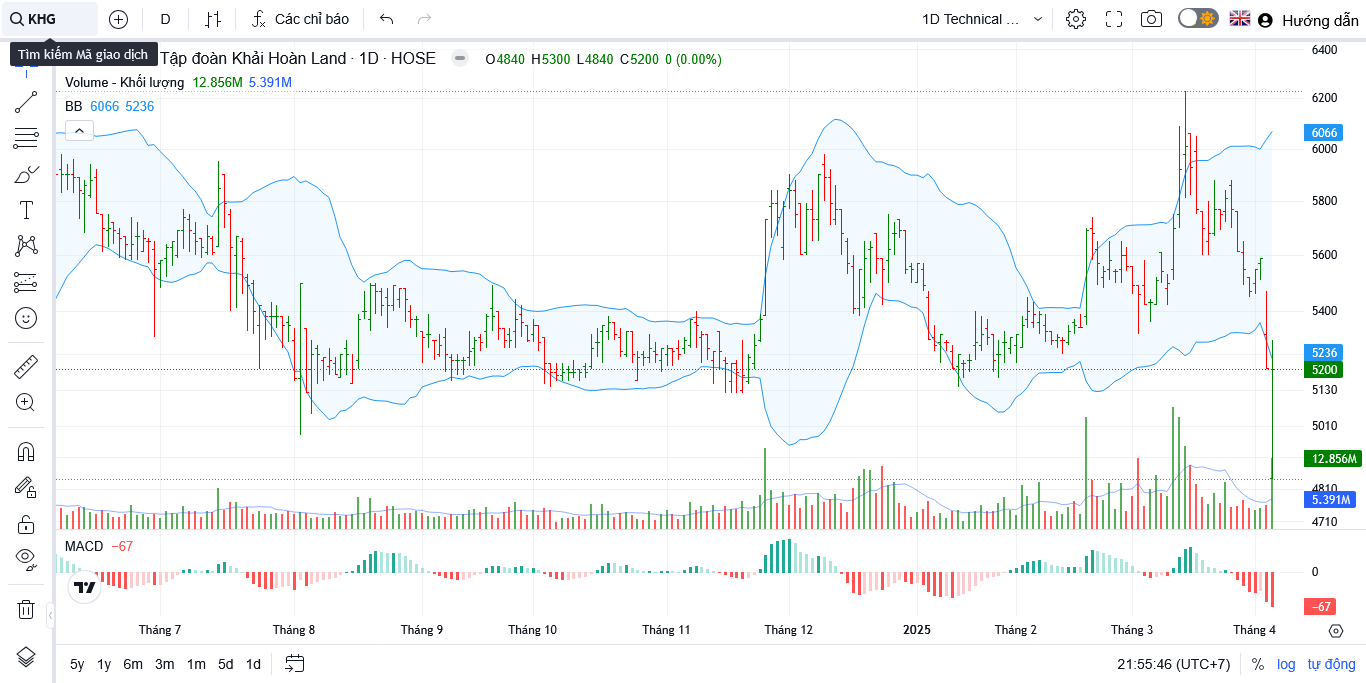 KHG
D
Các chỉ báo
1D Technical ...
Hướng dẫn
Tìm kiếm Mã giao dịch
Tập đoàn Khải Hoàn Land · 1D · HOSE
O4840 H5300 L4840 C5200 0 (0.00%)
Volume - Khối lượng 12.856M 5.391M
BB 6066 5236
6400
6200
6066
6000
5800
5600
5400
5236
5200
5130
5010
12.856M
4810
5.391M
4710
MACD −67
0
−67
Tháng 7 Tháng 8 Tháng 9 Tháng 10 Tháng 11 Tháng 12 2025 Tháng 2 Tháng 3 Tháng 4
5y 1y 6m 3m 1m 5d 1d
21:55:46 (UTC+7) % log tự động